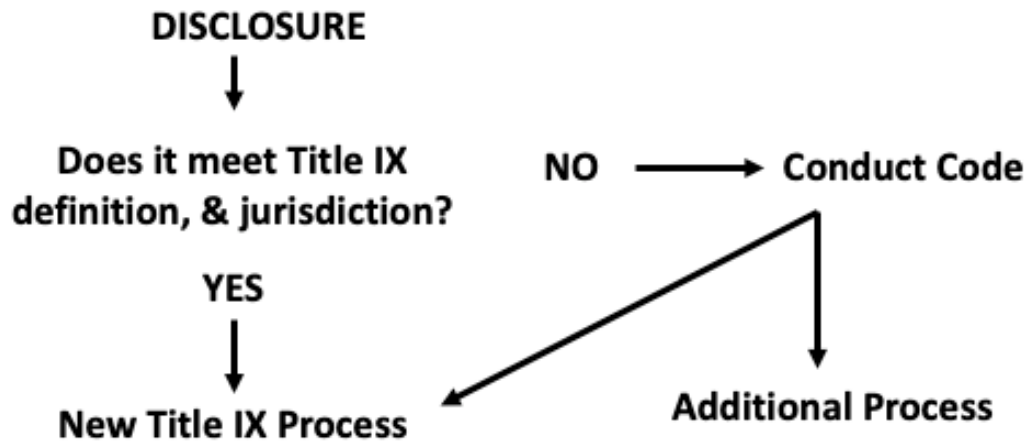 DISCLOSURE
Does it meet Title IX
definition, & jurisdiction?
NO
Conduct Code
YES
New Title IX Process
Additional Process